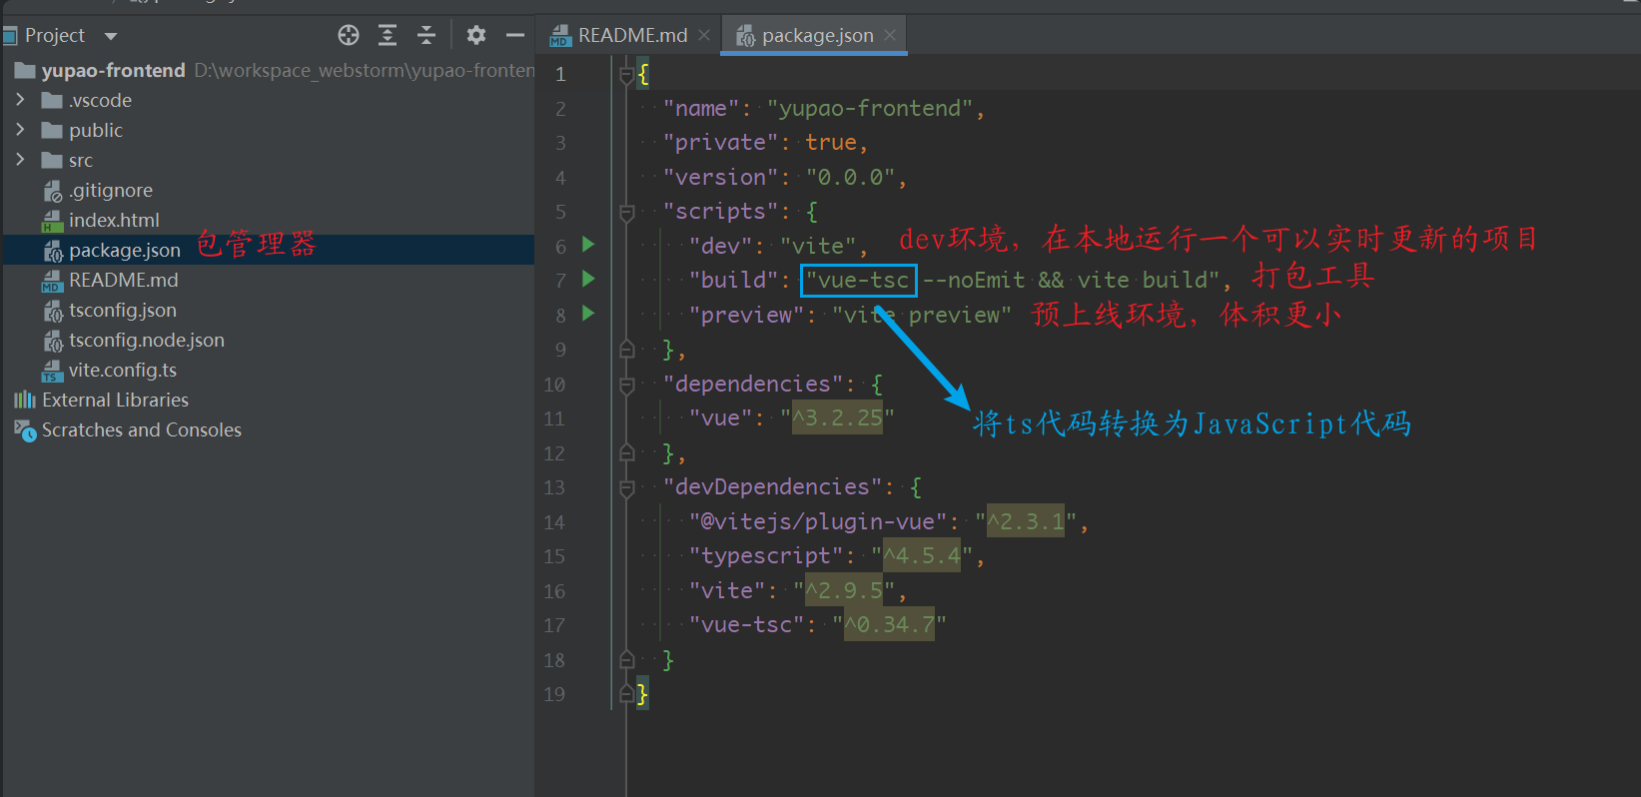 Project
README.md
package.json
yupao-frontend D:\workspace_webstorm\yupao-fronten
.vscode
public
src
.gitignore
index.html
package.json 包管理器
README.md
tsconfig.json
tsconfig.node.json
vite.config.ts
External Libraries
Scratches and Consoles
1 {
2 "name": "yupao-frontend",
3 "private": true,
4 "version": "0.0.0",
5 "scripts": {
6 "dev": "vite", dev环境，在本地运行一个可以实时更新的项目
7 "build": "vue-tsc --noEmit && vite build", 打包工具
8 "preview": "vite preview" 预上线环境，体积更小
9 },
10 "dependencies": {
11 "vue": "^3.2.25"
将ts代码转换为JavaScript代码
12 },
13 "devDependencies": {
14 "@vitejs/plugin-vue": "^2.3.1",
15 "typescript": "^4.5.4",
16 "vite": "^2.9.5",
17 "vue-tsc": "^0.34.7"
18 }
19 }